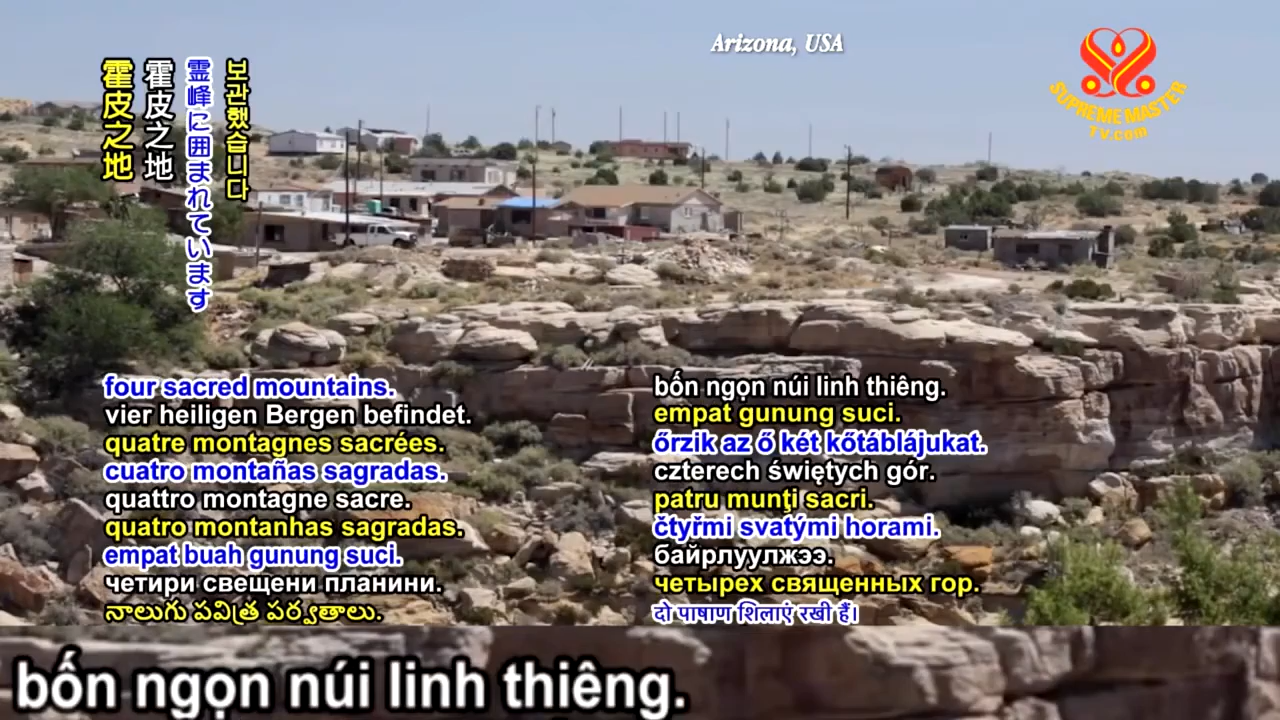 Arizona, USA
SUPREME MASTER
TV.com
보관했습니다
霊峰に囲まれています
霍皮之地
霍皮之地
four sacred mountains.
vier heiligen Bergen befindet.
quatre montagnes sacrées.
cuatro montañas sagradas.
quattro montagne sacre.
quatro montanhas sagradas.
empat buah gunung suci.
четири свещени планини.
నాలుగు పవిత్ర పర్వతాలు.
bốn ngọn núi linh thiêng.
empat gunung suci.
őrzik az ő két kőtáblájukat.
czterech świętych gór.
patru munţi sacri.
čtyřmi svatými horami.
байрлуулжээ.
четырех священных гор.
दो पाषाण शिलाएं रखी हैं।
bốn ngọn núi linh thiêng.